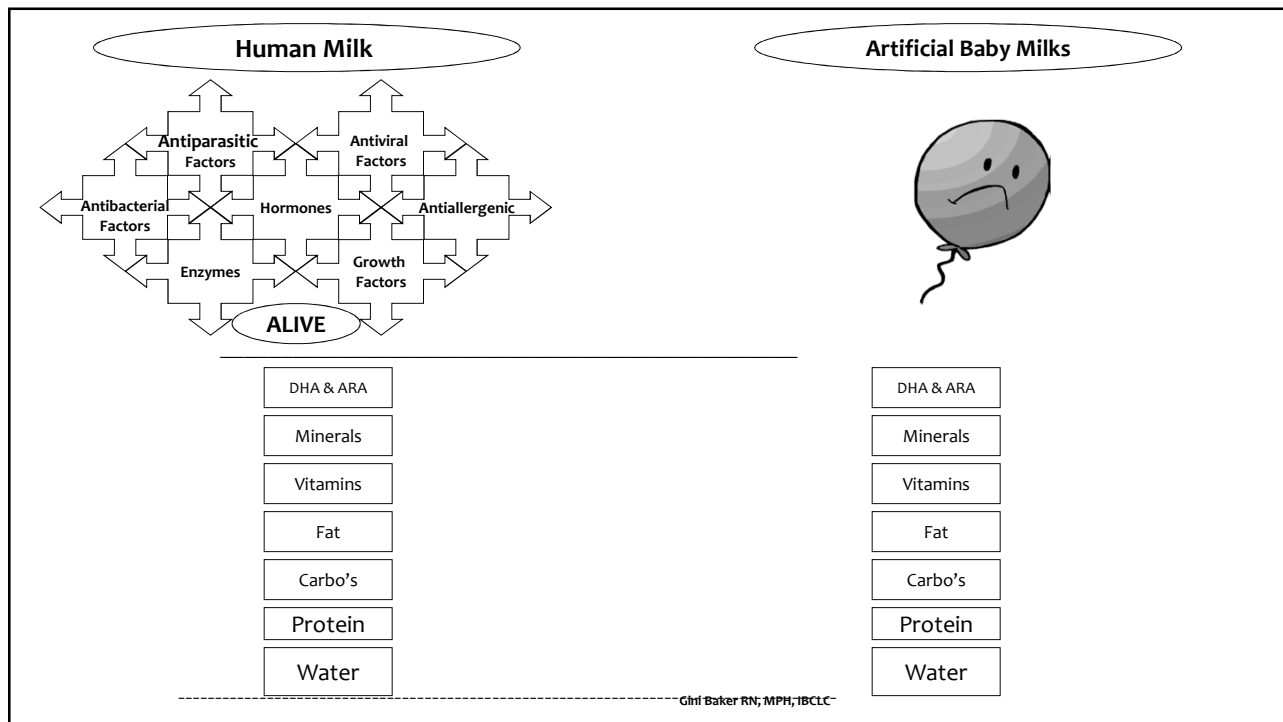 Human Milk
Artificial Baby Milks
Antiparasitic
Factors
Antiviral
Factors
Antibacterial
Factors
Hormones
Antiallergenic
Enzymes
Growth
Factors
ALIVE
DHA & ARA
Minerals
Vitamins
Fat
Carbo’s
Protein
Water
DHA & ARA
Minerals
Vitamins
Fat
Carbo’s
Protein
Water
Gini Baker RN, MPH, IBCLC